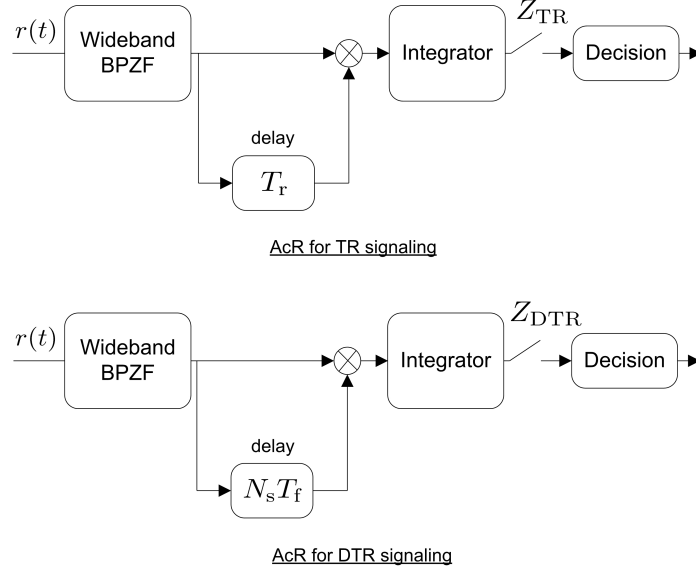 r(t)
Wideband
BPZF
Integrator
Z_TR
Decision
delay
T_r
AcR for TR signaling
r(t)
Wideband
BPZF
Integrator
Z_DTR
Decision
delay
N_sT_f
AcR for DTR signaling